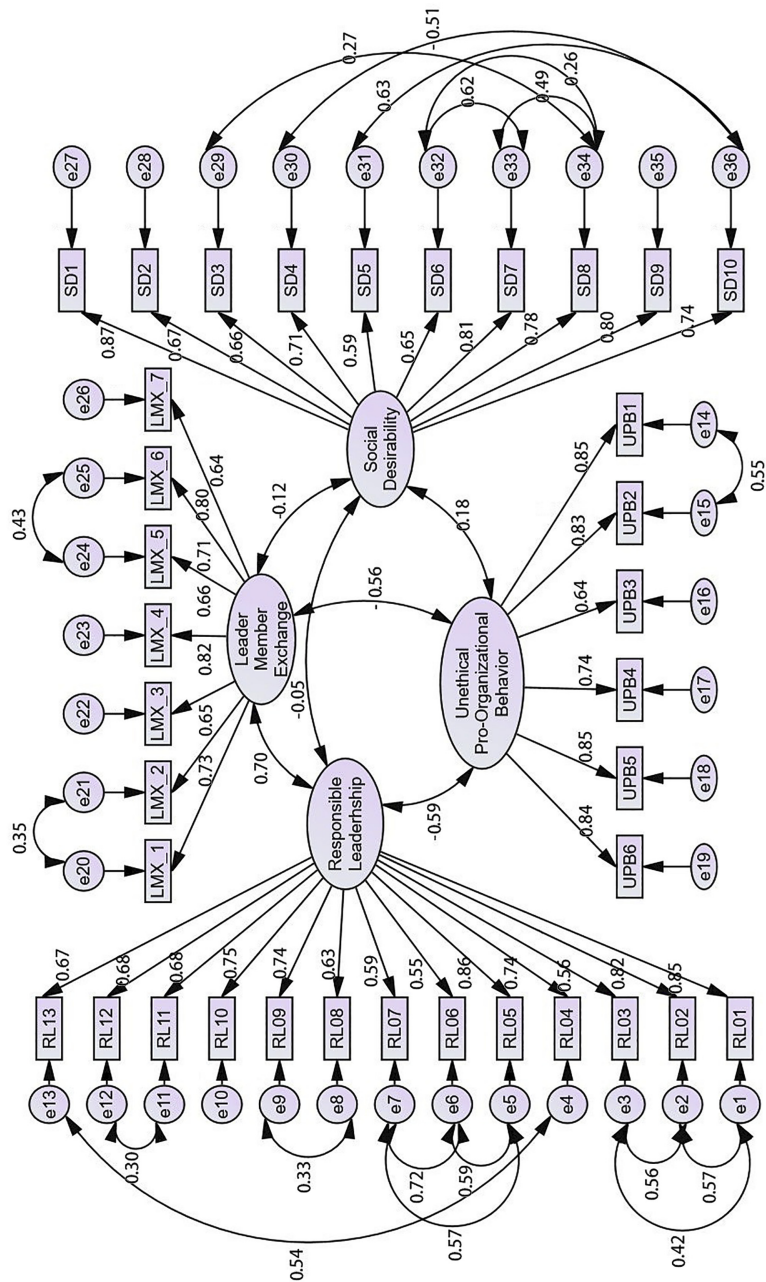 -0.51
0.27
0.26
0.49
0.63
0.62
e27
e28
e29
e30
e31
e32
e33
e34
e35
e36
SD1
SD2
SD3
SD4
SD5
SD6
SD7
SD8
SD9
SD10
0.87
0.67
0.66
0.71
0.59
0.65
0.81
0.78
0.80
0.74
Social
Desirability
0.43
0.35
e20
e21
e22
e23
e24
e25
e26
LMX_1
LMX_2
LMX_3
LMX_4
LMX_5
LMX_6
LMX_7
0.73
0.65
0.82
0.66
0.71
0.80
0.64
Leader
Member
Exchange
-0.12
0.18
-0.56
-0.05
0.70
-0.59
Responsible
Leaderhship
Unethical
Pro-Organizational
Behavior
0.84
0.85
0.74
0.64
0.83
0.85
UPB6
UPB5
UPB4
UPB3
UPB2
UPB1
e19
e18
e17
e16
e15
e14
0.55
0.67
0.68
0.68
0.75
0.74
0.63
0.59
0.55
0.86
0.74
0.56
0.82
0.85
RL13
RL12
RL11
RL10
RL09
RL08
RL07
RL06
RL05
RL04
RL03
RL02
RL01
e13
e12
e11
e10
e9
e8
e7
e6
e5
e4
e3
e2
e1
0.30
0.33
0.72
0.59
0.56
0.57
0.54
0.57
0.42